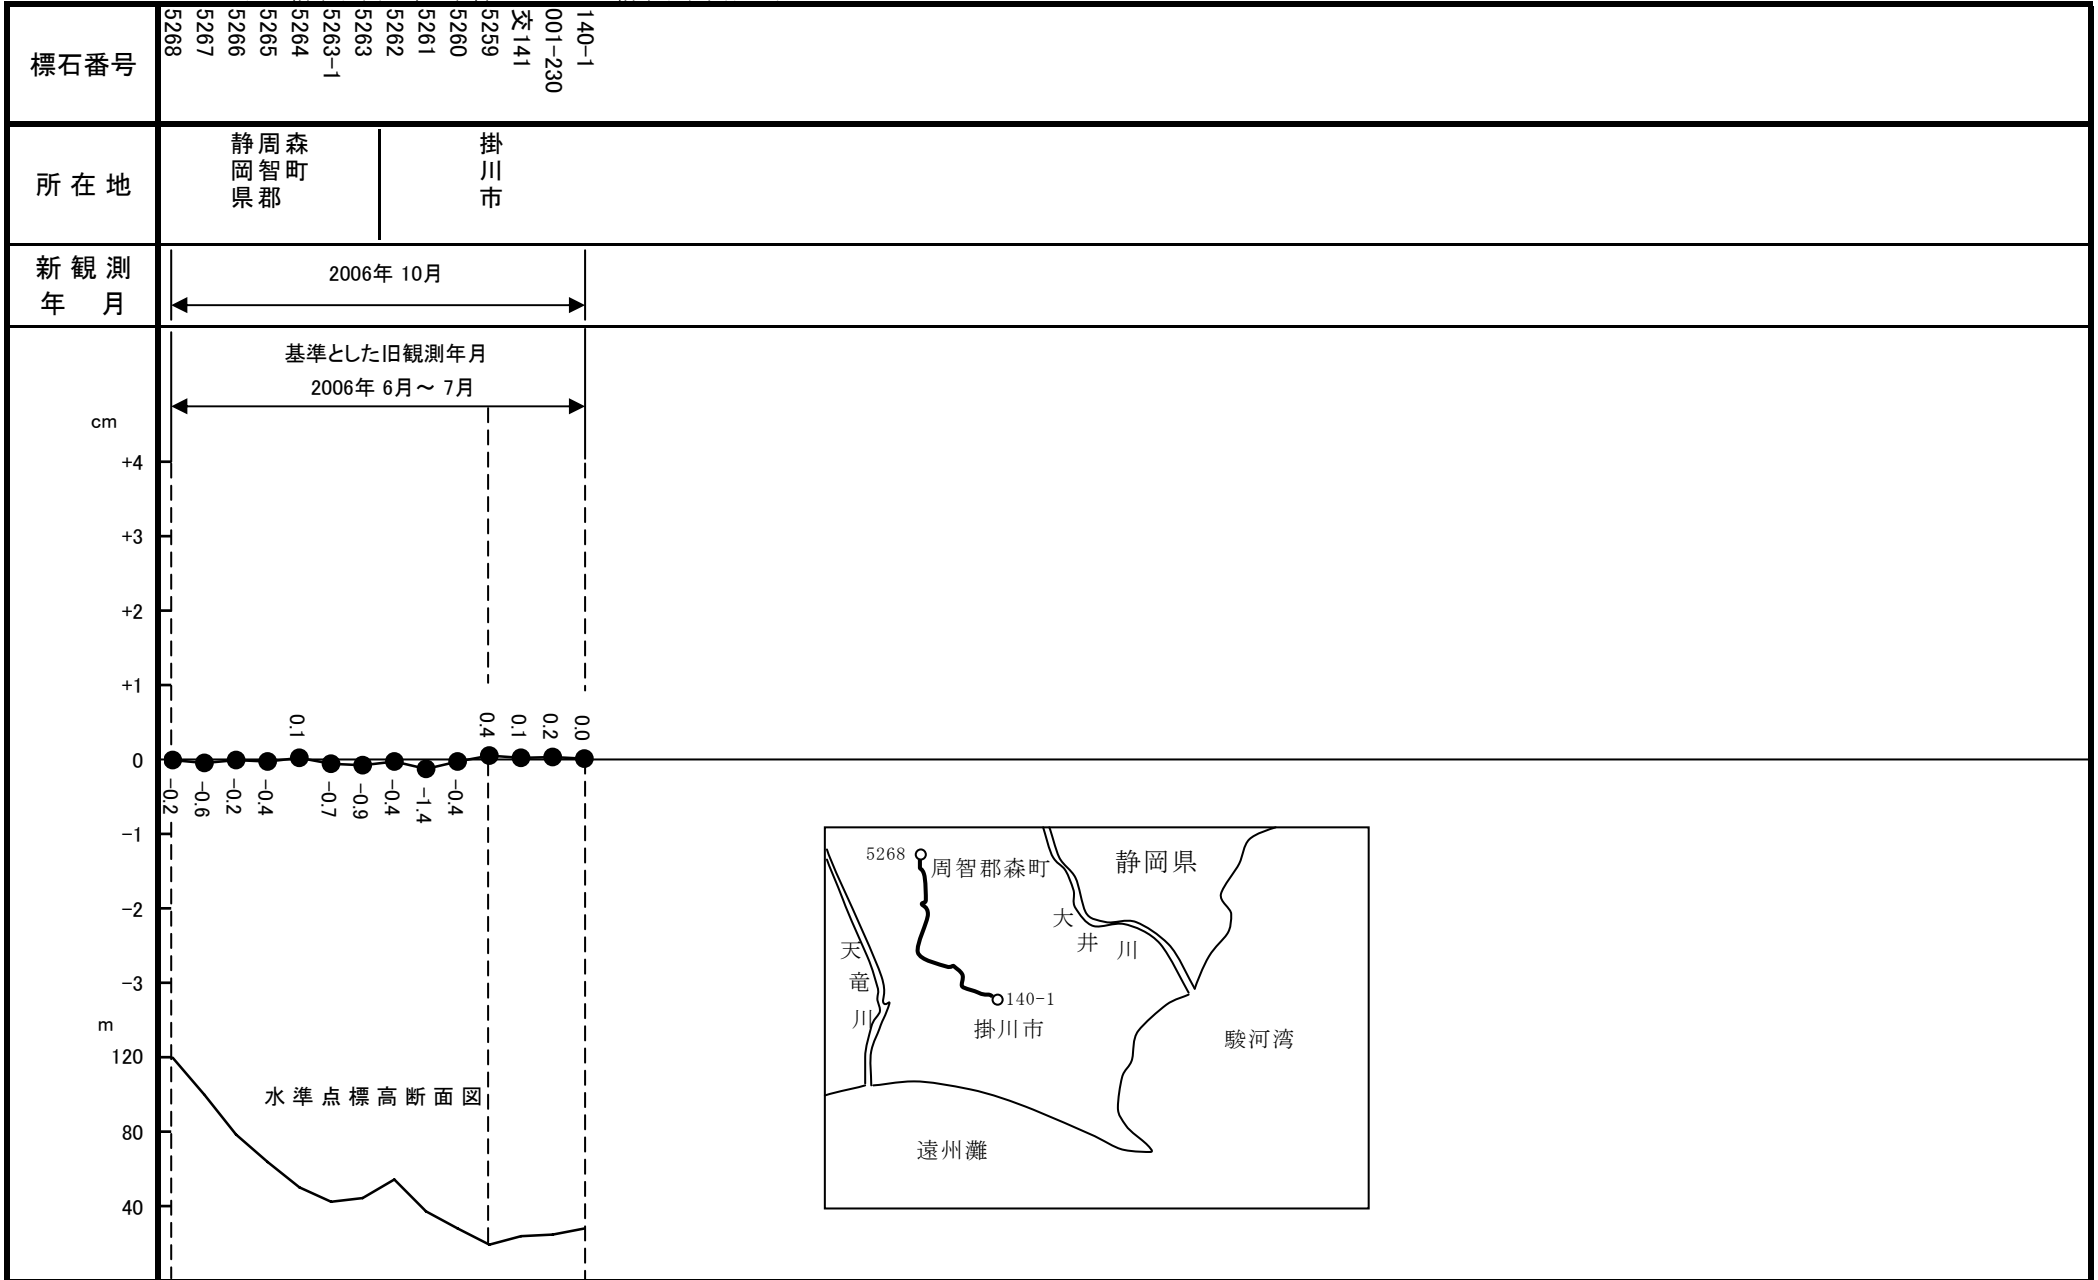 標石番号
5268
5267
5266
5265
5264
5263-1
5263
5262
5261
5260
5259
交141
001-230
140-1
所在地
静岡県
周智郡
森町
掛川市
新観測
年 月
2006年 10月
基準とした旧観測年月
2006年 6月～ 7月
cm
+4
+3
+2
+1
0
-1
-2
-3
-0.2
-0.6
-0.2
-0.4
0.1
-0.7
-0.9
-0.4
-1.4
-0.4
0.4
0.1
0.2
0.0
m
120
80
40
水準点標高断面図
5268
周智郡森町
静岡県
大井川
天竜川
140-1
掛川市
駿河湾
遠州灘